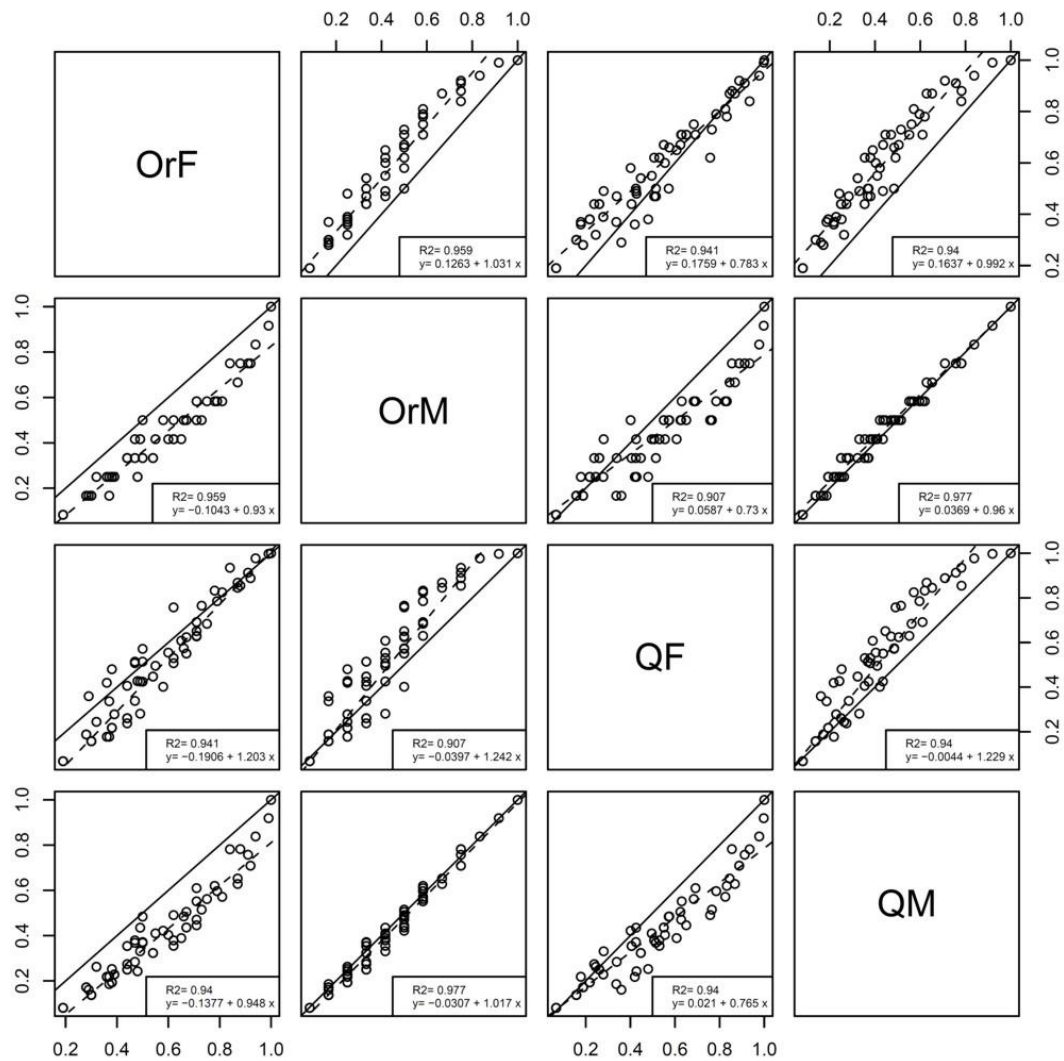 0.2 0.4 0.6 0.8 1.0 0.2 0.4 0.6 0.8 1.0
OrF
R2= 0.959
y= 0.1263 + 1.031 x
R2= 0.941
y= 0.1759 + 0.783 x
R2= 0.94
y= 0.1637 + 0.992 x
0.2 0.4 0.6 0.8 1.0
0.2 0.4 0.6 0.8 1.0
R2= 0.959
y= −0.1043 + 0.93 x
OrM
R2= 0.907
y= 0.0587 + 0.73 x
R2= 0.977
y= 0.0369 + 0.96 x
R2= 0.941
y= −0.1906 + 1.203 x
R2= 0.907
y= −0.0397 + 1.242 x
QF
R2= 0.94
y= −0.0044 + 1.229 x
0.2 0.4 0.6 0.8 1.0
0.2 0.4 0.6 0.8 1.0
R2= 0.94
y= −0.1377 + 0.948 x
R2= 0.977
y= −0.0307 + 1.017 x
R2= 0.94
y= 0.021 + 0.765 x
QM
0.2 0.4 0.6 0.8 1.0 0.2 0.4 0.6 0.8 1.0